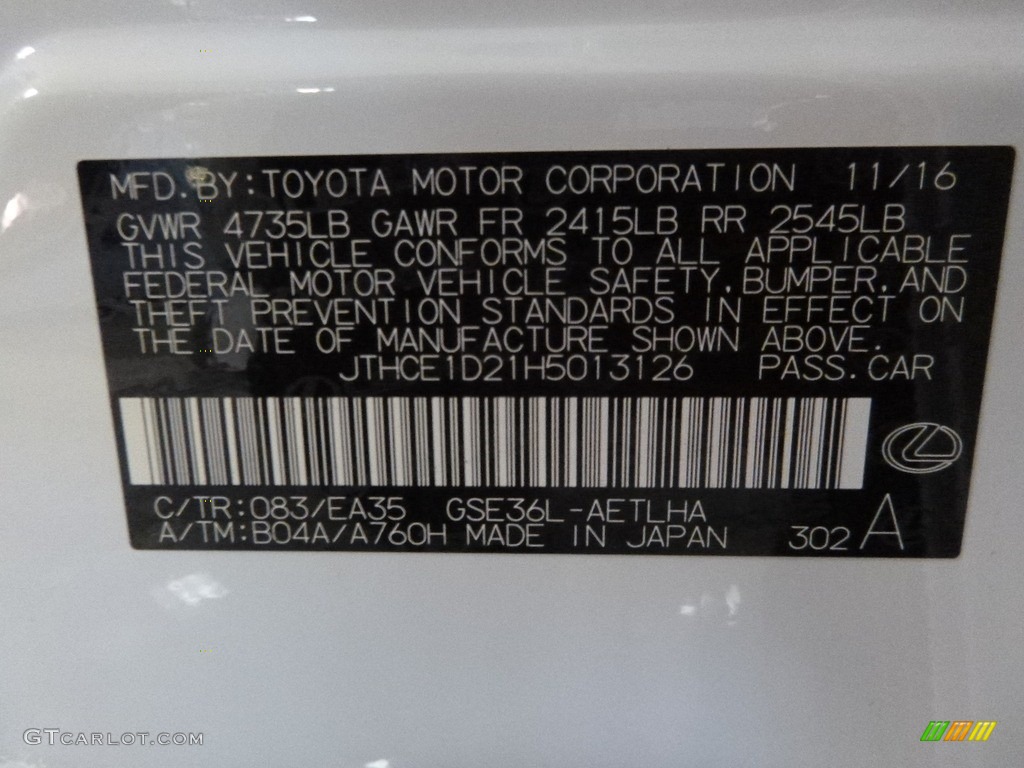 MFD. BY: TOYOTA MOTOR CORPORATION 11/16
GVWR 4735LB GAWR FR 2415LB RR 2545LB
THIS VEHICLE CONFORMS TO ALL APPLICABLE
FEDERAL MOTOR VEHICLE SAFETY, BUMPER, AND
THEFT PREVENTION STANDARDS IN EFFECT ON
THE DATE OF MANUFACTURE SHOWN ABOVE.
JTHCE1D21H5013126 PASS. CAR
C/TR: 083/EA35 GSE36L-AETLHA
A/TM: B04A/A760H MADE IN JAPAN 302 A
GTCARLOT.COM